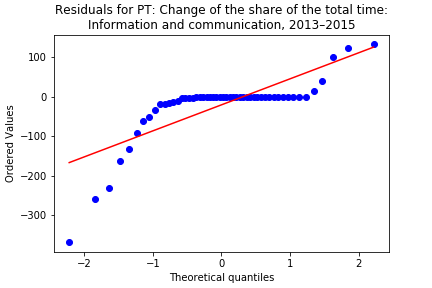 Residuals for PT: Change of the share of the total time:
Information and communication, 2013–2015
100
0
−100
−200
−300
Ordered Values
−2
−1
0
1
2
Theoretical quantiles